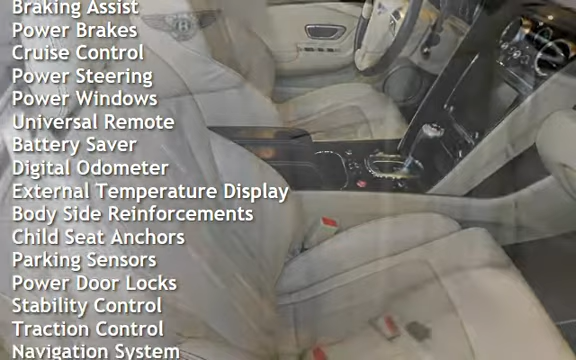 Braking Assist
Power Brakes
Cruise Control
Power Steering
Power Windows
Universal Remote
Battery Saver
Digital Odometer
External Temperature Display
Body Side Reinforcements
Child Seat Anchors
Parking Sensors
Power Door Locks
Stability Control
Traction Control
Navigation System